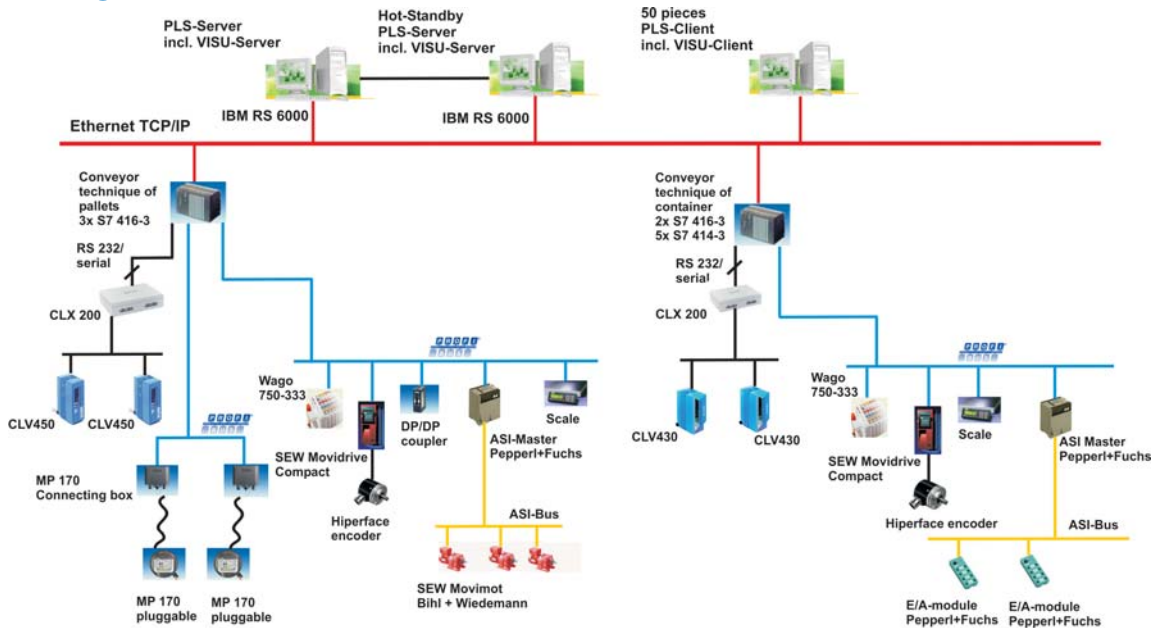 PLS-Server
incl. VISU-Server
Hot-Standby
PLS-Server
incl. VISU-Server
50 pieces
PLS-Client
incl. VISU-Client
IBM RS 6000
IBM RS 6000
Ethernet TCP/IP
Conveyor
technique of
pallets
3x S7 416-3
RS 232/
serial
CLX 200
CLV450
CLV450
PROFI
BUS
MP 170
Connecting box
MP 170
pluggable
MP 170
pluggable
PROFI
BUS
Wago
750-333
SEW Movidrive
Compact
Hiperface
encoder
DP/DP
coupler
ASI-Master
Pepperl+Fuchs
Scale
ASI-Bus
SEW Movimot
Bihl + Wiedemann
Conveyor
technique of
container
2x S7 416-3
5x S7 414-3
RS 232/
serial
CLX 200
CLV430
CLV430
PROFI
BUS
Wago
750-333
SEW Movidrive
Compact
Hiperface encoder
Scale
ASI Master
Pepperl+Fuchs
ASI-Bus
E/A-module
Pepperl+Fuchs
E/A-module
Pepperl+Fuchs